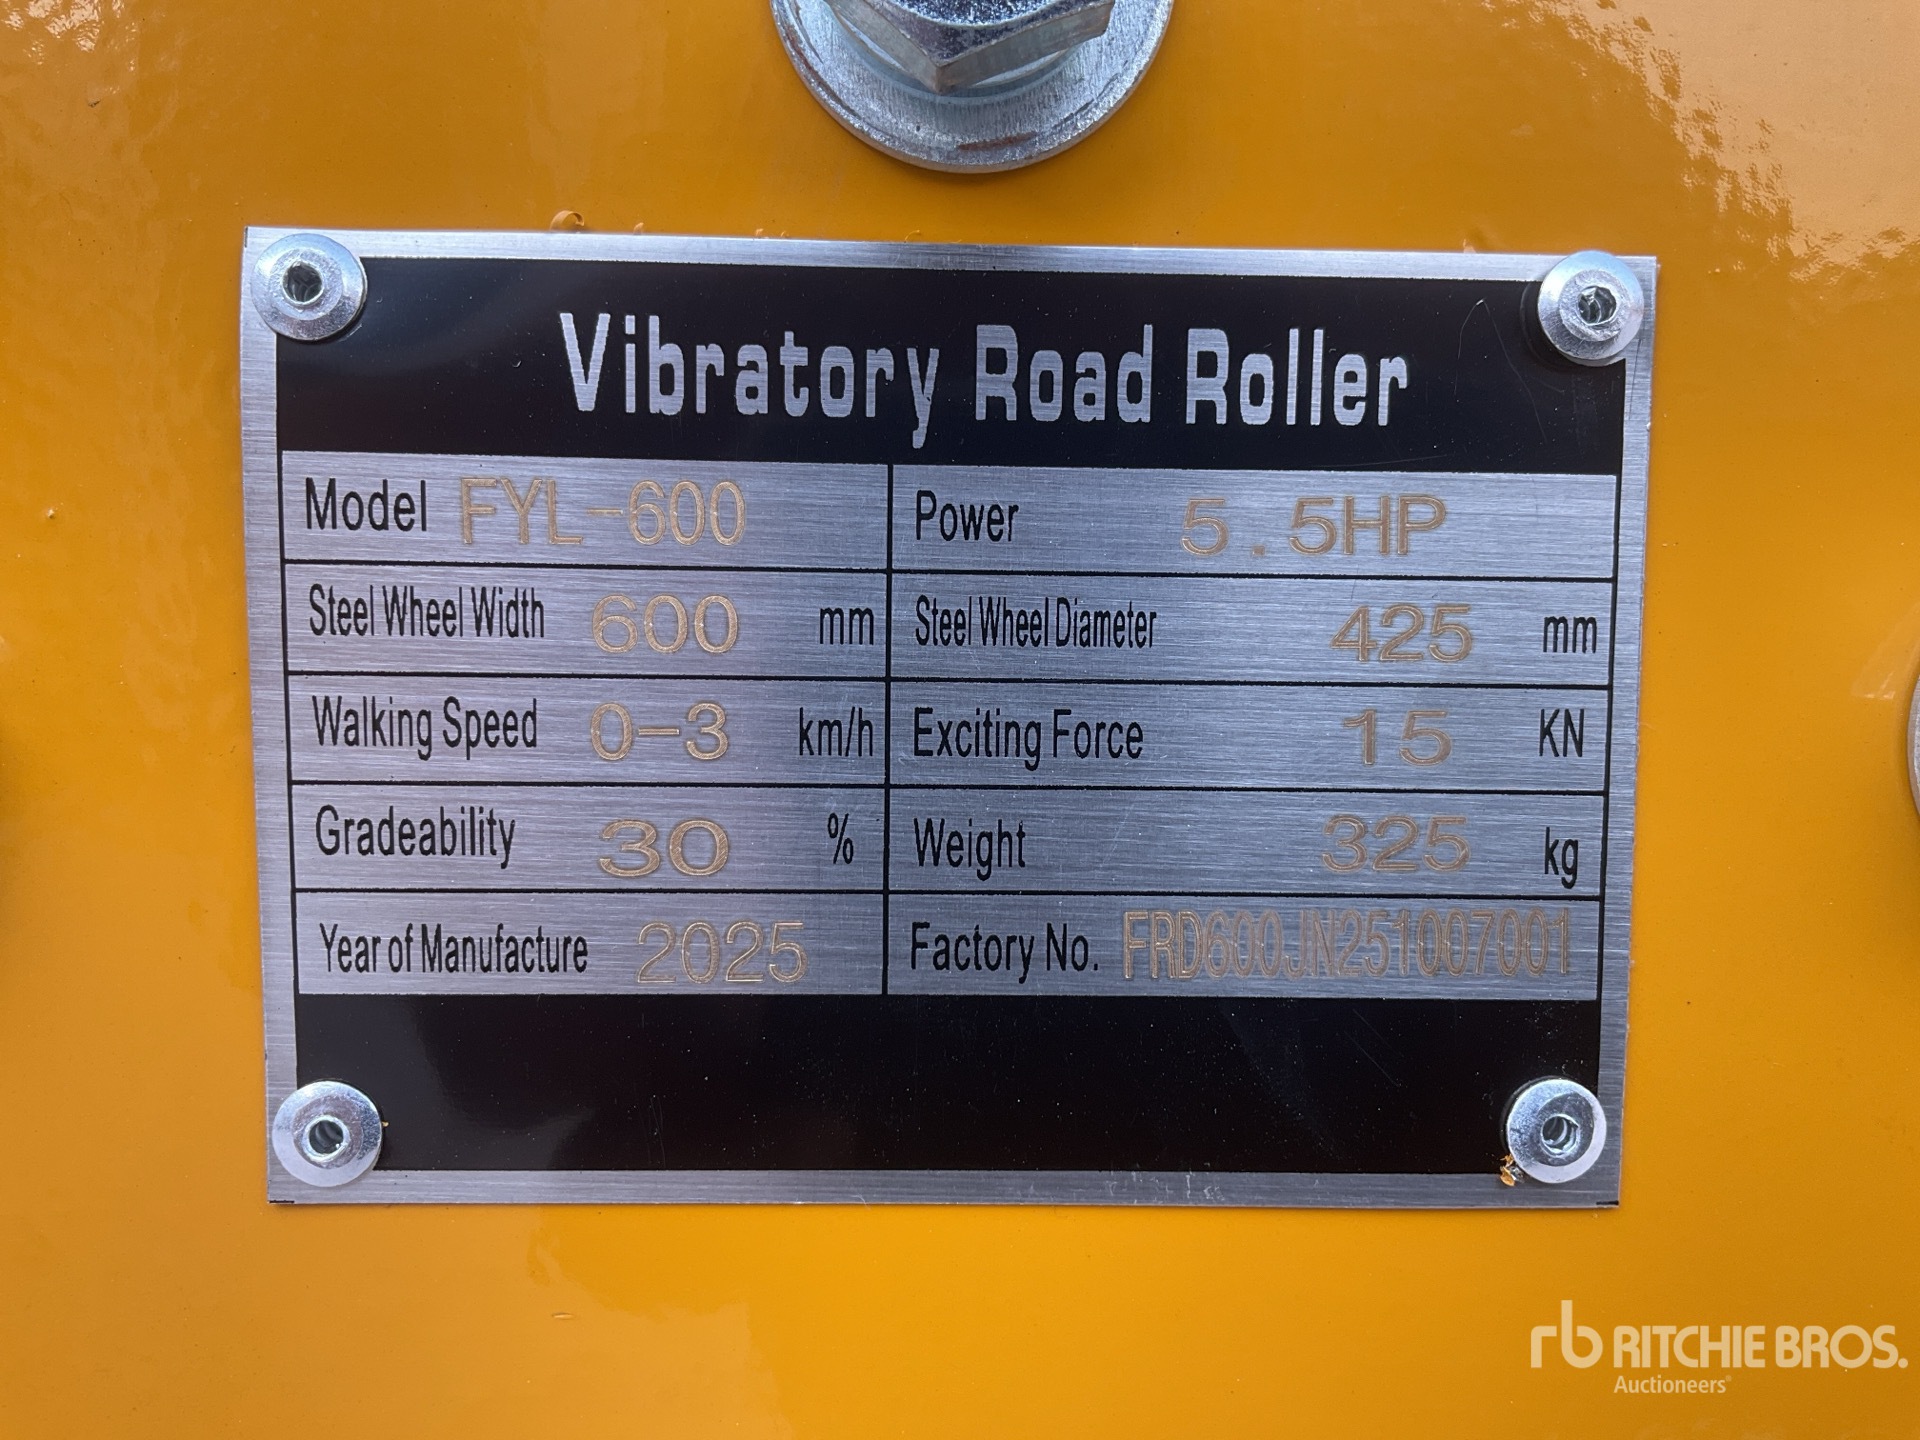 Vibratory Road Roller
Model FYL-600 Power 5.5HP
Steel Wheel Width 600 mm Steel Wheel Diameter 425 mm
Walking Speed 0-3 km/h Exciting Force 15 KN
Gradeability 30 % Weight 325 kg
Year of Manufacture 2025 Factory No. FRD600JN251007001
rb RITCHIE BROS.
Auctioneers